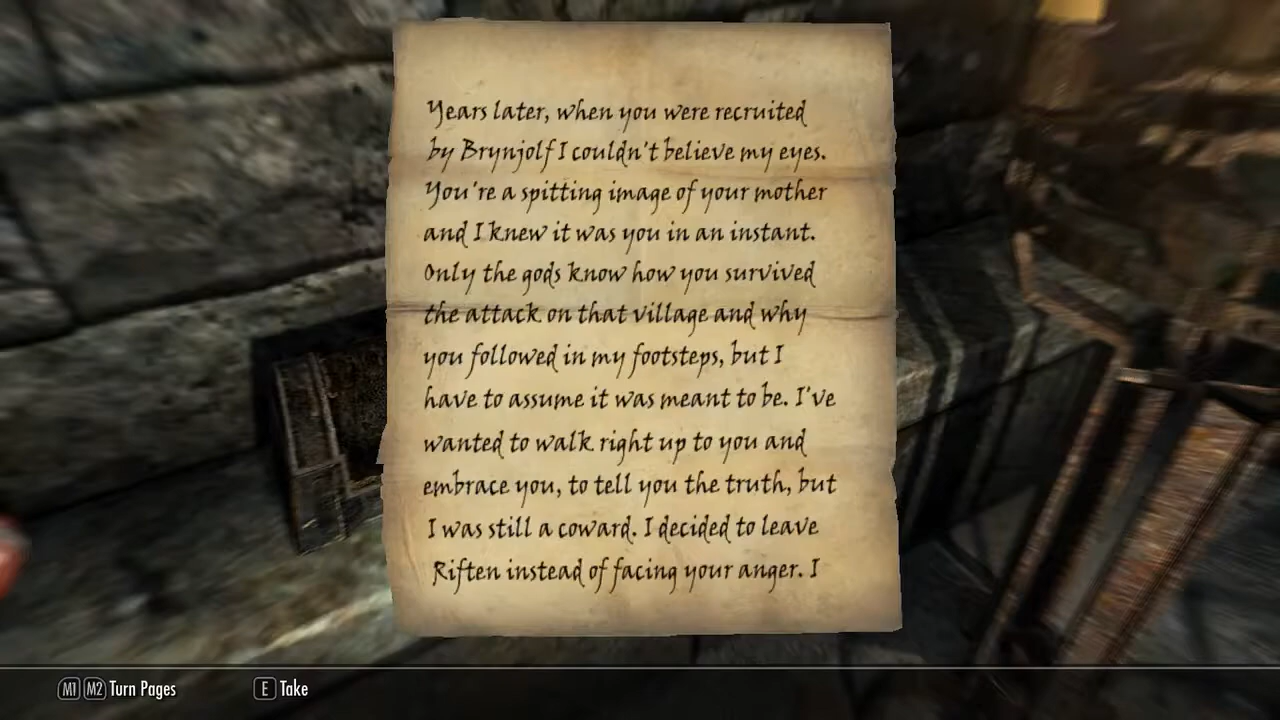 Years later, when you were recruited
by Brynjolf I couldn't believe my eyes.
You're a spitting image of your mother
and I knew it was you in an instant.
Only the gods know how you survived
the attack on that village and why
you followed in my footsteps, but I
have to assume it was meant to be. I've
wanted to walk right up to you and
embrace you, to tell you the truth, but
I was still a coward. I decided to leave
Riften instead of facing your anger. I
M1 M2 Turn Pages
E Take